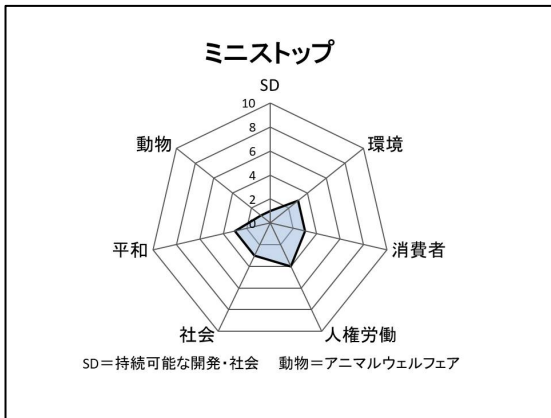 ミニストップ
SD
10
8
6
4
2
0
環境
消費者
人権労働
社会
平和
動物
SD＝持続可能な開発・社会　動物＝アニマルウェルフェア